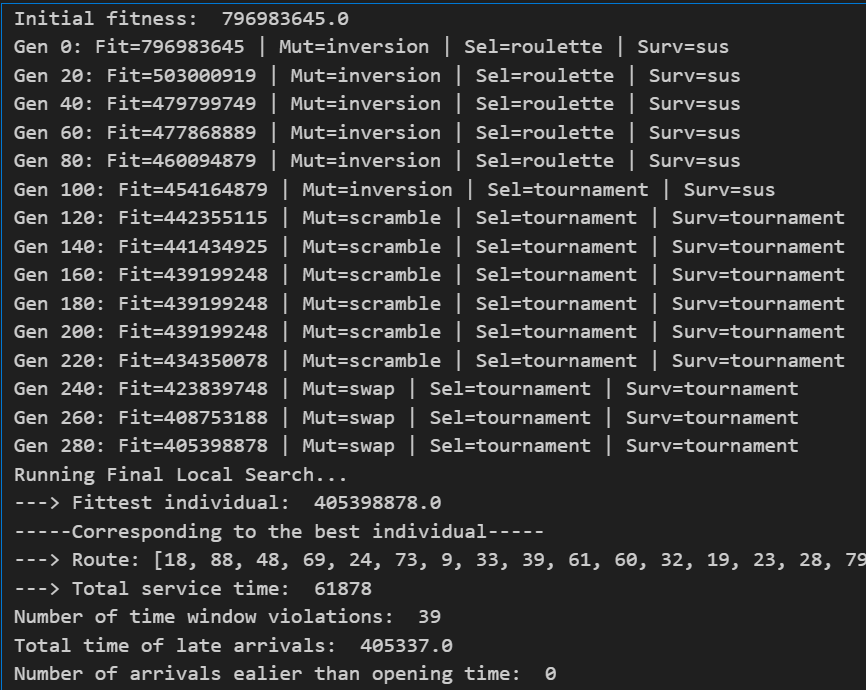 Initial fitness:  796983645.0
Gen 0: Fit=796983645 | Mut=inversion | Sel=roulette | Surv=sus
Gen 20: Fit=503000919 | Mut=inversion | Sel=roulette | Surv=sus
Gen 40: Fit=479799749 | Mut=inversion | Sel=roulette | Surv=sus
Gen 60: Fit=477868889 | Mut=inversion | Sel=roulette | Surv=sus
Gen 80: Fit=460094879 | Mut=inversion | Sel=roulette | Surv=sus
Gen 100: Fit=454164879 | Mut=inversion | Sel=tournament | Surv=sus
Gen 120: Fit=442355115 | Mut=scramble | Sel=tournament | Surv=tournament
Gen 140: Fit=441434925 | Mut=scramble | Sel=tournament | Surv=tournament
Gen 160: Fit=439199248 | Mut=scramble | Sel=tournament | Surv=tournament
Gen 180: Fit=439199248 | Mut=scramble | Sel=tournament | Surv=tournament
Gen 200: Fit=439199248 | Mut=scramble | Sel=tournament | Surv=tournament
Gen 220: Fit=434350078 | Mut=scramble | Sel=tournament | Surv=tournament
Gen 240: Fit=423839748 | Mut=swap | Sel=tournament | Surv=tournament
Gen 260: Fit=408753188 | Mut=swap | Sel=tournament | Surv=tournament
Gen 280: Fit=405398878 | Mut=swap | Sel=tournament | Surv=tournament
Running Final Local Search...
---> Fittest individual:  405398878.0
-----Corresponding to the best individual-----
---> Route: [18, 88, 48, 69, 24, 73, 9, 33, 39, 61, 60, 32, 19, 23, 28, 79
---> Total service time:  61878
Number of time window violations:  39
Total time of late arrivals:  405337.0
Number of arrivals ealier than opening time:  0